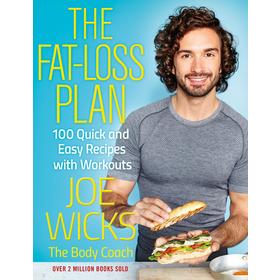 THE
FAT-LOSS
PLAN
100 Quick and
Easy Recipes
with Workouts
JOE
WICKS
The Body Coach
OVER 2 MILLION BOOKS SOLD